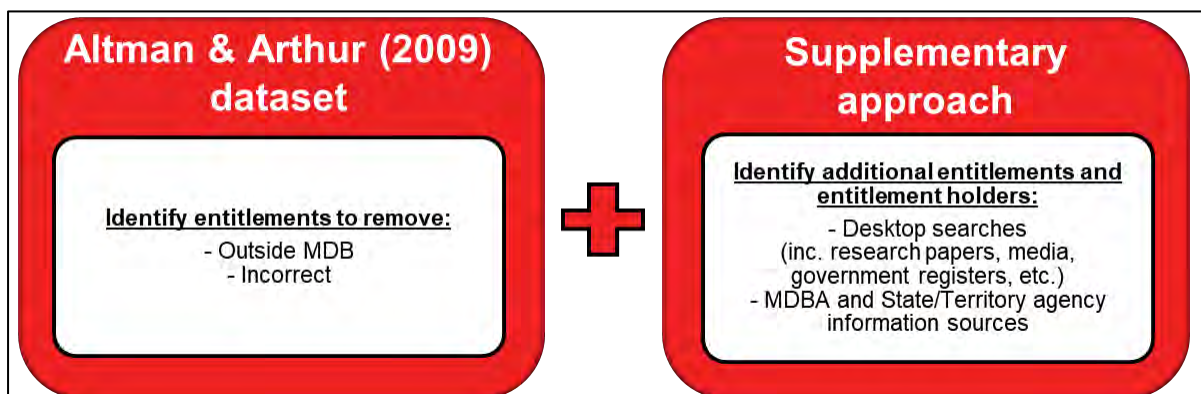 Altman & Arthur (2009)
dataset
Identify entitlements to remove:
- Outside MDB
- Incorrect
Supplementary
approach
Identify additional entitlements and
entitlement holders:
- Desktop searches
(inc. research papers, media,
government registers, etc.)
- MDBA and State/Territory agency
information sources